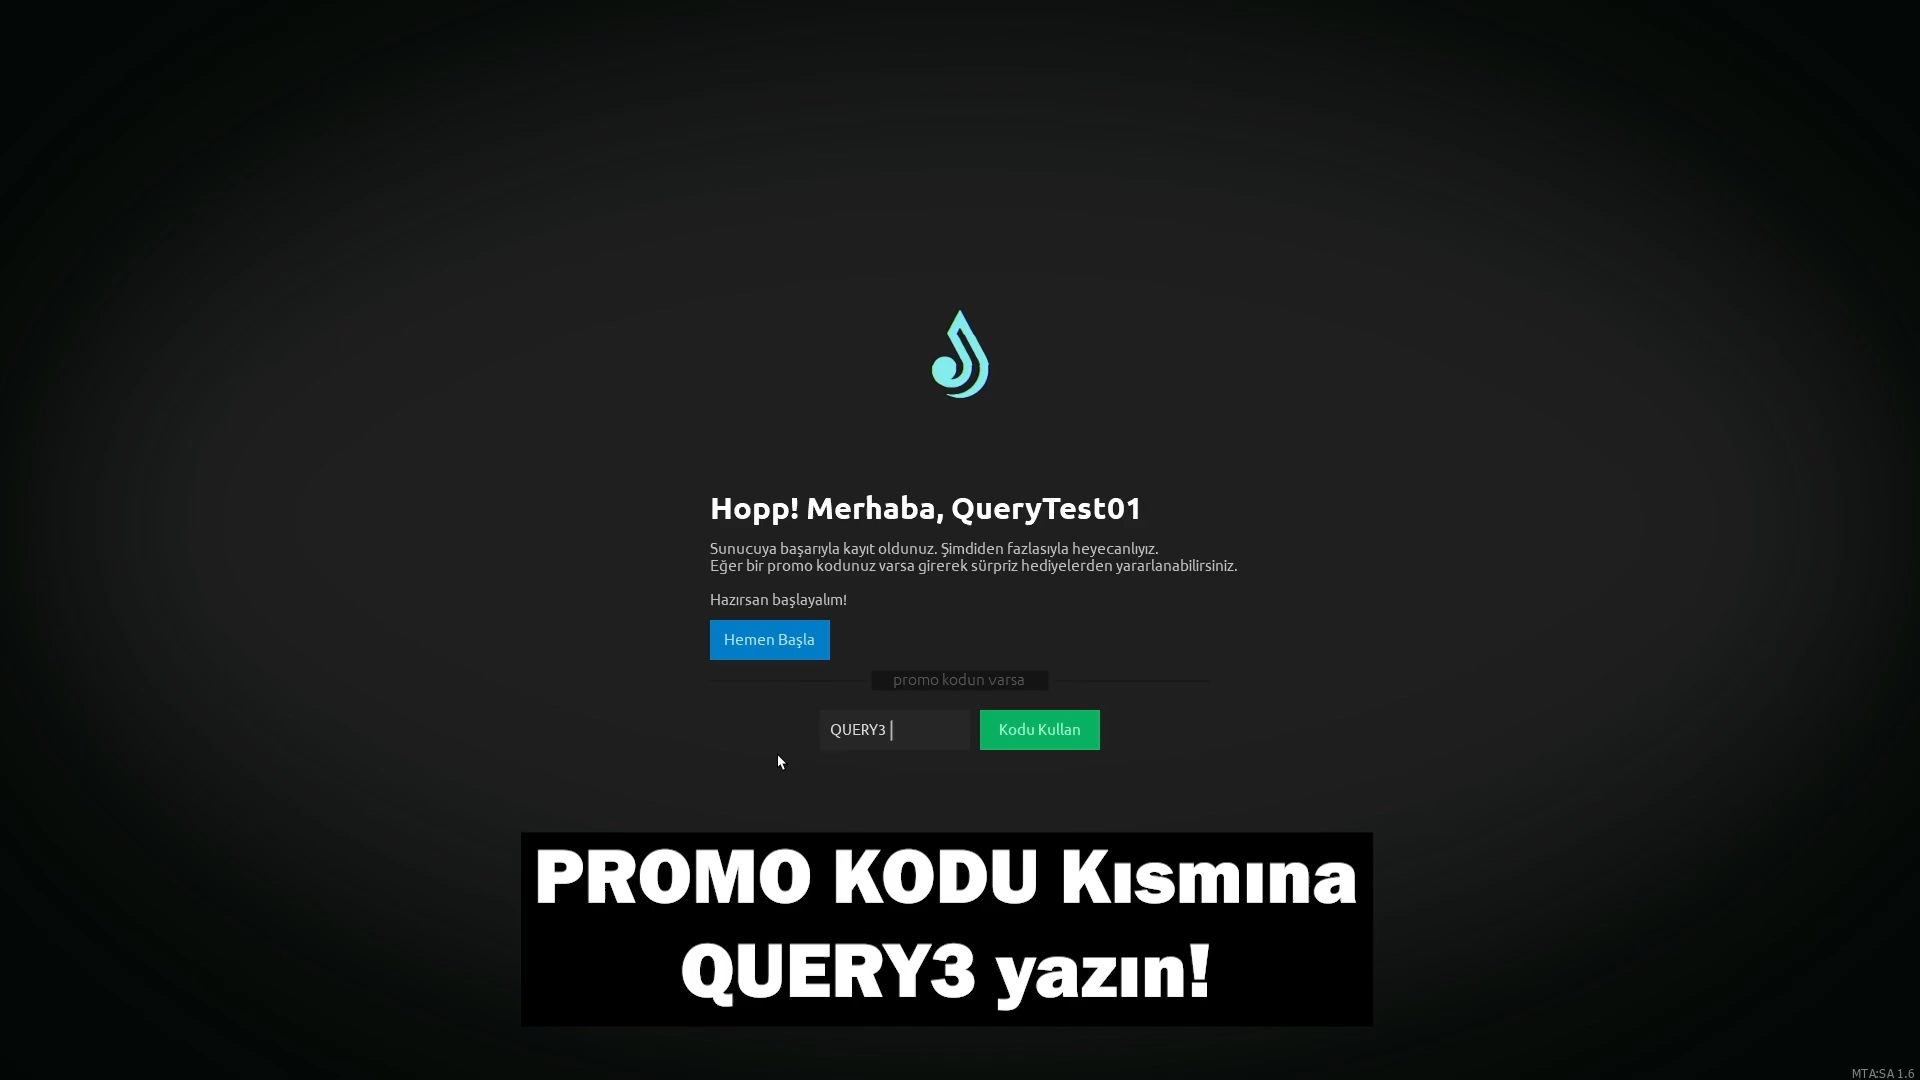 Hopp! Merhaba, QueryTest01
Sunucuya başarıyla kayıt oldunuz. Şimdiden fazlasıyla heyecanlıyız.
Eğer bir promo kodunuz varsa girerek sürpriz hediyelerden yararlanabilirsiniz.
Hazırsan başlayalım!
Hemen Başla
promo kodun varsa
QUERY3
Kodu Kullan
PROMO KODU Kısmına
QUERY3 yazın!
MTA:SA 1.6